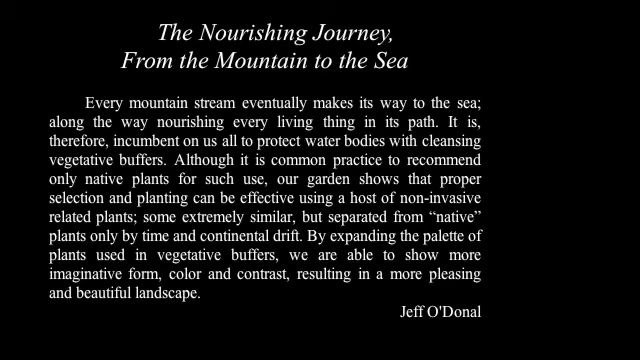 The Nourishing Journey,
From the Mountain to the Sea
Every mountain stream eventually makes its way to the sea;
along the way nourishing every living thing in its path. It is,
therefore, incumbent on us all to protect water bodies with cleansing
vegetative buffers. Although it is common practice to recommend
only native plants for such use, our garden shows that proper
selection and planting can be effective using a host of non-invasive
related plants; some extremely similar, but separated from “native”
plants only by time and continental drift. By expanding the palette of
plants used in vegetative buffers, we are able to show more
imaginative form, color and contrast, resulting in a more pleasing
and beautiful landscape.
Jeff O'Donal